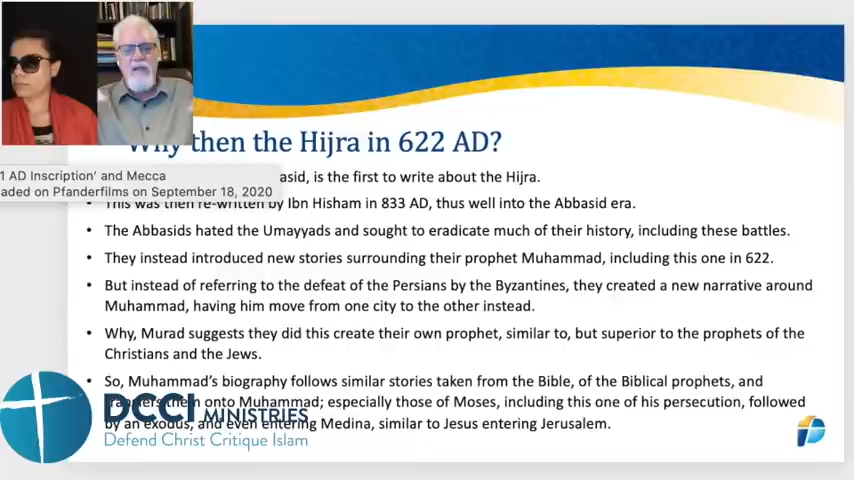 Why then the Hijra in 622 AD?
1 AD Inscription' and Mecca
aded on Pfanderfilms on September 18, 2020
asid, is the first to write about the Hijra.
• This was then re-written by Ibn Hisham in 833 AD, thus well into the Abbasid era.
• The Abbasids hated the Umayyads and sought to eradicate much of their history, including these battles.
• They instead introduced new stories surrounding their prophet Muhammad, including this one in 622.
• But instead of referring to the defeat of the Persians by the Byzantines, they created a new narrative around
Muhammad, having him move from one city to the other instead.
• Why, Murad suggests they did this create their own prophet, similar to, but superior to the prophets of the
Christians and the Jews.
• So, Muhammad's biography follows similar stories taken from the Bible, of the Biblical prophets, and
them onto Muhammad; especially those of Moses, including this one of his persecution, followed
by an exodus, and even entering Medina, similar to Jesus entering Jerusalem.
DCCI MINISTRIES
Defend Christ Critique Islam